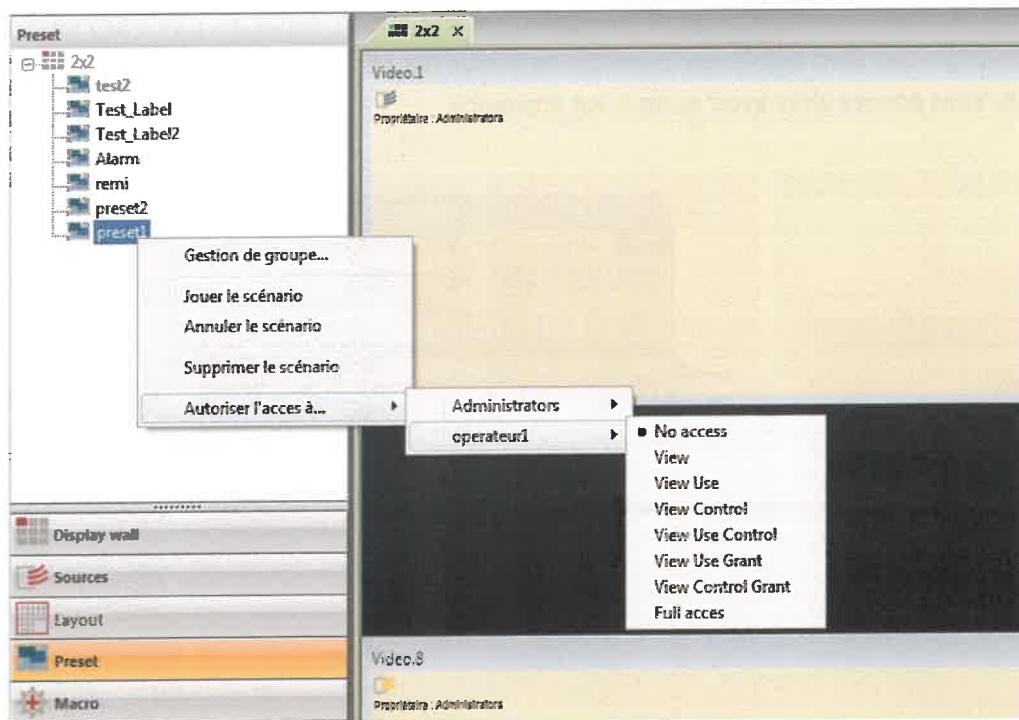 Preset
2x2
test2
Test_Label
Test_Label2
Alarm
remi
preset2
preset1
Gestion de groupe...
Jouer le scénario
Annuler le scénario
Supprimer le scénario
Autoriser l'acces à...
Administrators
operateur1
No access
View
View Use
View Control
View Use Control
View Use Grant
View Control Grant
Full acces
Display wall
Sources
Layout
Preset
Macro
2x2 x
Video.1
Propriétaire : Administrators
Video.3
Propriétaire : Administrators